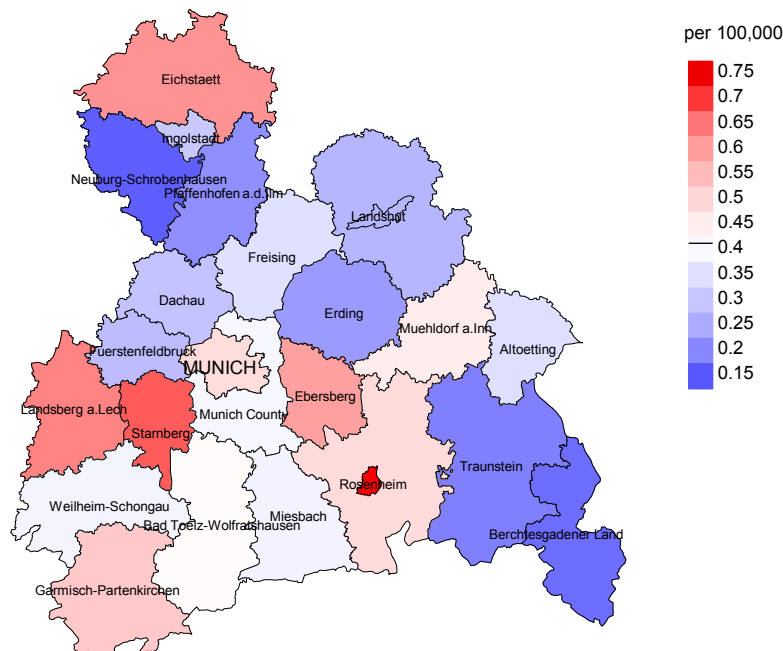 per 100,000
0.75
0.7
0.65
0.6
0.55
0.5
0.45
0.4
0.35
0.3
0.25
0.2
0.15
Eichstaett
Ingolstadt
Neuburg-Schrobenhausen
Pfaffenhofen a.d.Ilm
Landshut
Freising
Dachau
Erding
Muehldorf a.Inn
Altoetting
Fuerstenfeldbruck
MUNICH
Ebersberg
Landsberg a.Lech
Munich County
Starnberg
Traunstein
Rosenheim
Weilheim-Schongau
Miesbach
Bad Toelz-Wolfratshausen
Berchtesgadener Land
Garmisch-Partenkirchen